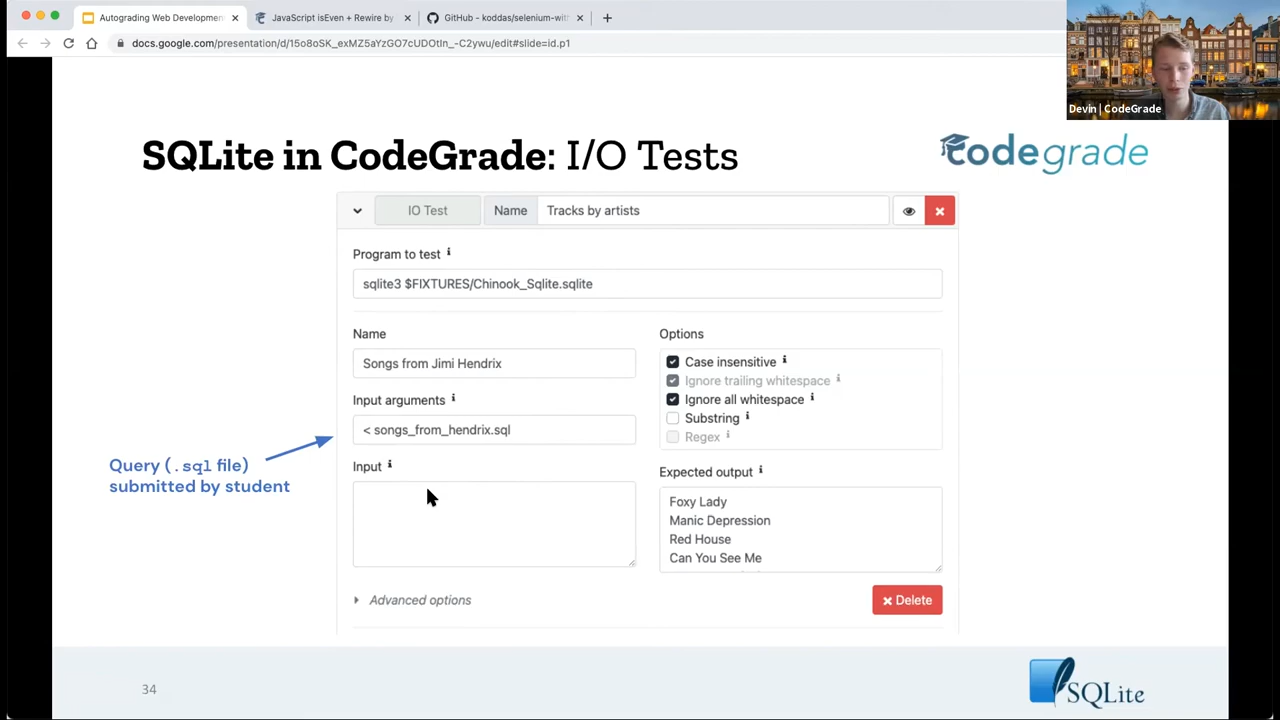 Autograding Web Developmen
JavaScript isEven + Rewire by
GitHub - koddas/selenium-wit
docs.google.com/presentation/d/15o8oSK_exMZ5aYzGO7cUDOtIn_-C2ywu/edit#slide=id.p1
Devin | CodeGrade
SQLite in CodeGrade: I/O Tests
codegrade
IO Test
Name
Tracks by artists
Program to test
sqlite3 $FIXTURES/Chinook_Sqlite.sqlite
Name
Songs from Jimi Hendrix
Options
Case insensitive
Ignore trailing whitespace
Ignore all whitespace
Substring
Regex
Input arguments
< songs_from_hendrix.sql
Query (.sql file)
submitted by student
Input
Expected output
Foxy Lady
Manic Depression
Red House
Can You See Me
Advanced options
Delete
34
SQLite